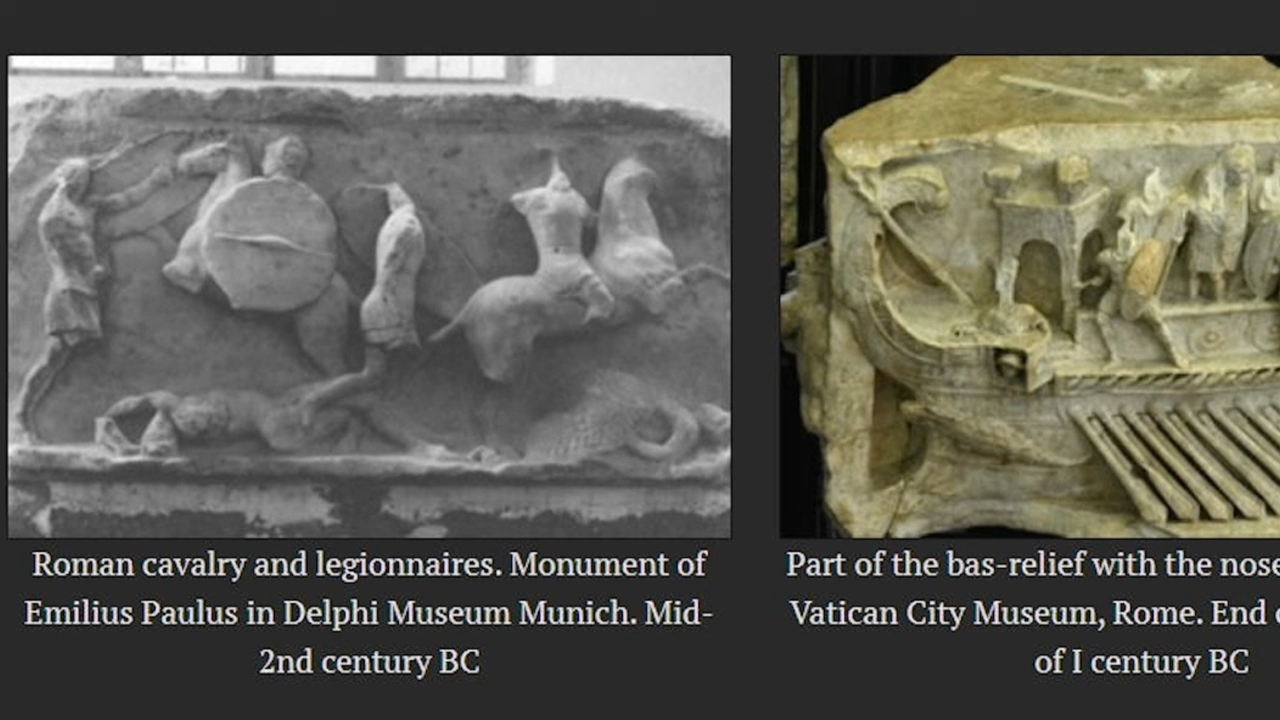 Roman cavalry and legionnaires. Monument of
Emilius Paulus in Delphi Museum Munich. Mid-
2nd century BC
Part of the bas-relief with the nose
Vatican City Museum, Rome. End
of I century BC